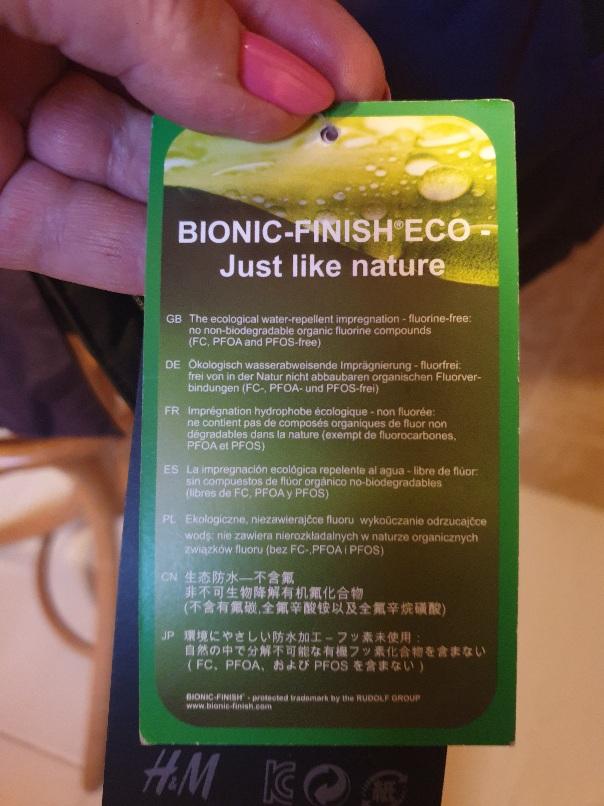 BIONIC-FINISH®ECO -
Just like nature
GB The ecological water-repellent impregnation - fluorine-free:
no non-biodegradable organic fluorine compounds
(FC, PFOA and PFOS-free)
DE Ökologisch wasserabweisende Imprägnierung - fluorfrei:
frei von in der Natur nicht abbaubaren organischen Fluorver-
bindungen (FC-, PFOA- und PFOS-frei)
FR Imprégnation hydrophobe écologique - non fluorée:
ne contient pas de composés organiques de fluor non
dégradables dans la nature (exempt de fluorocarbones,
PFOA et PFOS)
ES La impregnación ecológica repelente al agua - libre de flúor:
sin compuestos de flúor orgánico no-biodegradables
(libres de FC, PFOA y PFOS)
PL Ekologiczne, niezawierajčce fluoru wykoũczanie odrzucajčce
wodę: nie zawiera nierozkladalnych w naturze organicznych
związków fluoru (bez FC-,PFOA i PFOS)
CN 生态防水—不含氟
非不可生物降解有机氟化合物
(不含有氟碳,全氟辛酸铵以及全氟辛烷磺酸)
JP 環境にやさしい防水加工 – フッ素未使用 :
自然の中で分解不可能な有機フッ素化合物を含まない
( FC、PFOA、および PFOS を含まない )
BIONIC-FINISH® - protected trademark by the RUDOLF GROUP
www.bionic-finish.com
H&M
紙